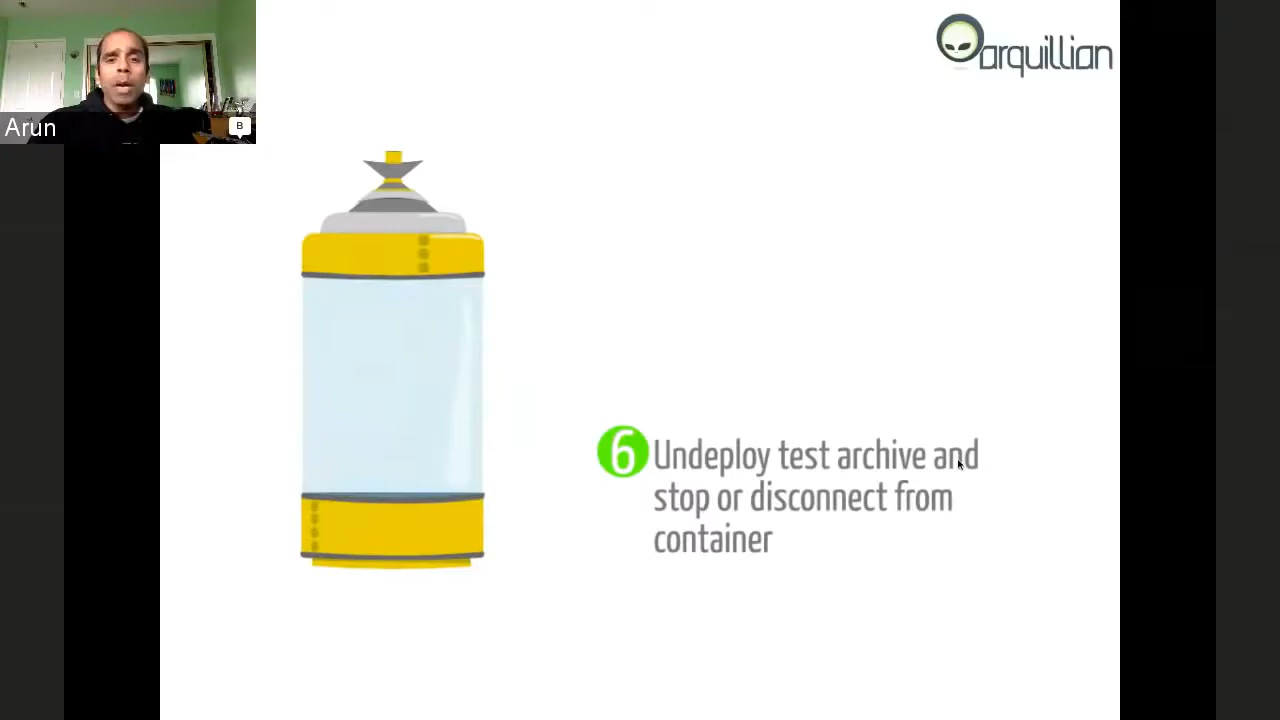 arquillian
Arun
B
6 Undeploy test archive and
stop or disconnect from
container